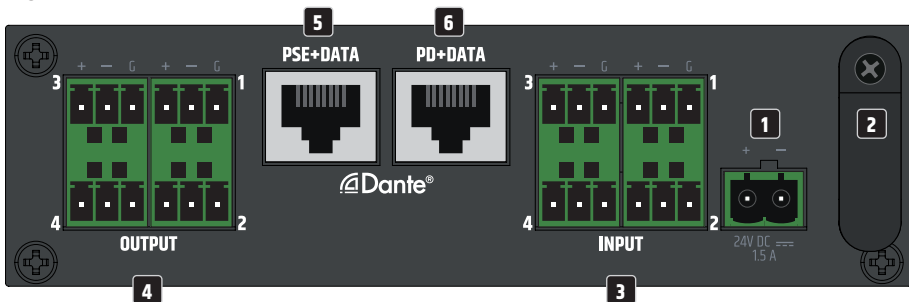 5
6
PSE+DATA
PD+DATA
+ − G + − G
3
1
+ − G + − G
3
1
1
2
+ −
Dante®
4
2
4
2
OUTPUT
INPUT
24V DC
1.5 A
4
3